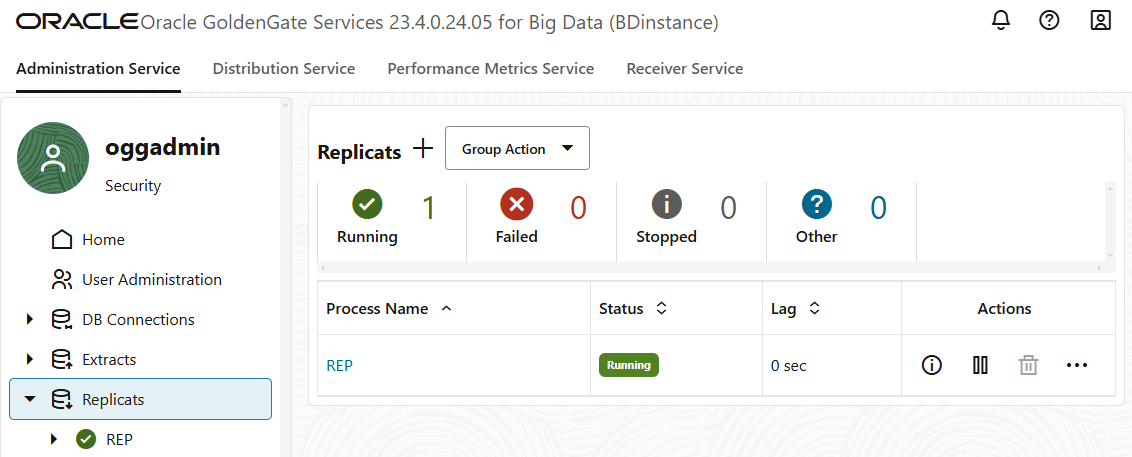 ORACLE Oracle GoldenGate Services 23.4.0.24.05 for Big Data (BDinstance)
Administration Service Distribution Service Performance Metrics Service Receiver Service
oggadmin
Security
Home
User Administration
DB Connections
Extracts
Replicats
REP
Replicats Group Action
1 0 0 0
Running Failed Stopped Other
Process Name Status Lag Actions
REP Running 0 sec